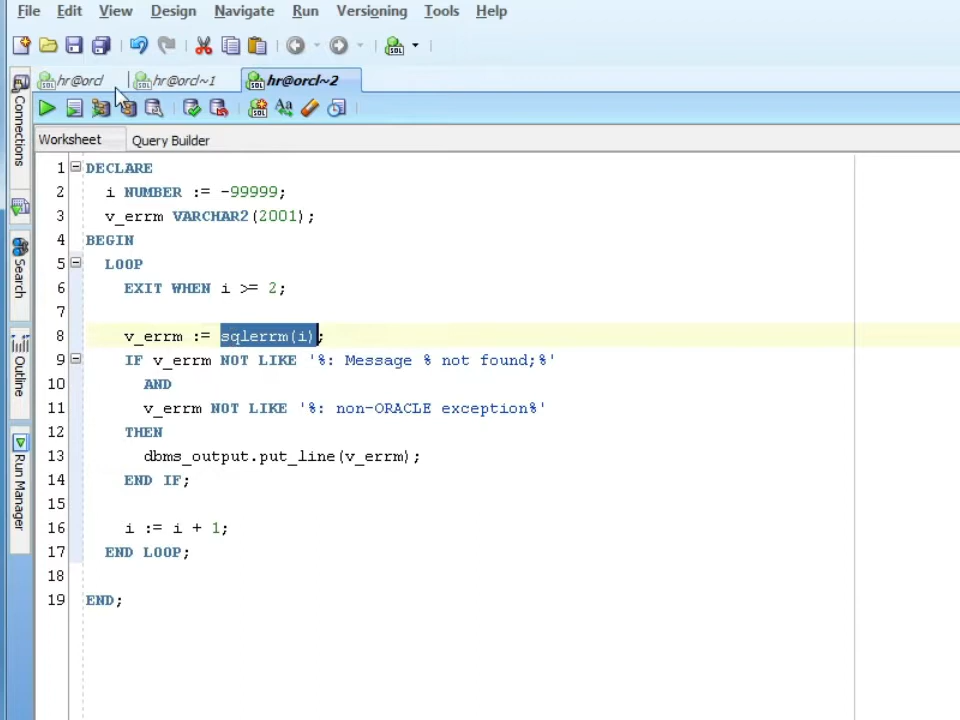 File Edit View Design Navigate Run Versioning Tools Help
hr@orcl hr@orcl~1 hr@orcl~2
Worksheet Query Builder
Connections
Search
Outline
Run Manager
1 DECLARE
2 i NUMBER := -99999;
3 v_errm VARCHAR2(2001);
4 BEGIN
5 LOOP
6 EXIT WHEN i >= 2;
7
8 v_errm := sqlerrm(i);
9 IF v_errm NOT LIKE '%: Message % not found;%'
10 AND
11 v_errm NOT LIKE '%: non-ORACLE exception%'
12 THEN
13 dbms_output.put_line(v_errm);
14 END IF;
15
16 i := i + 1;
17 END LOOP;
18
19 END;